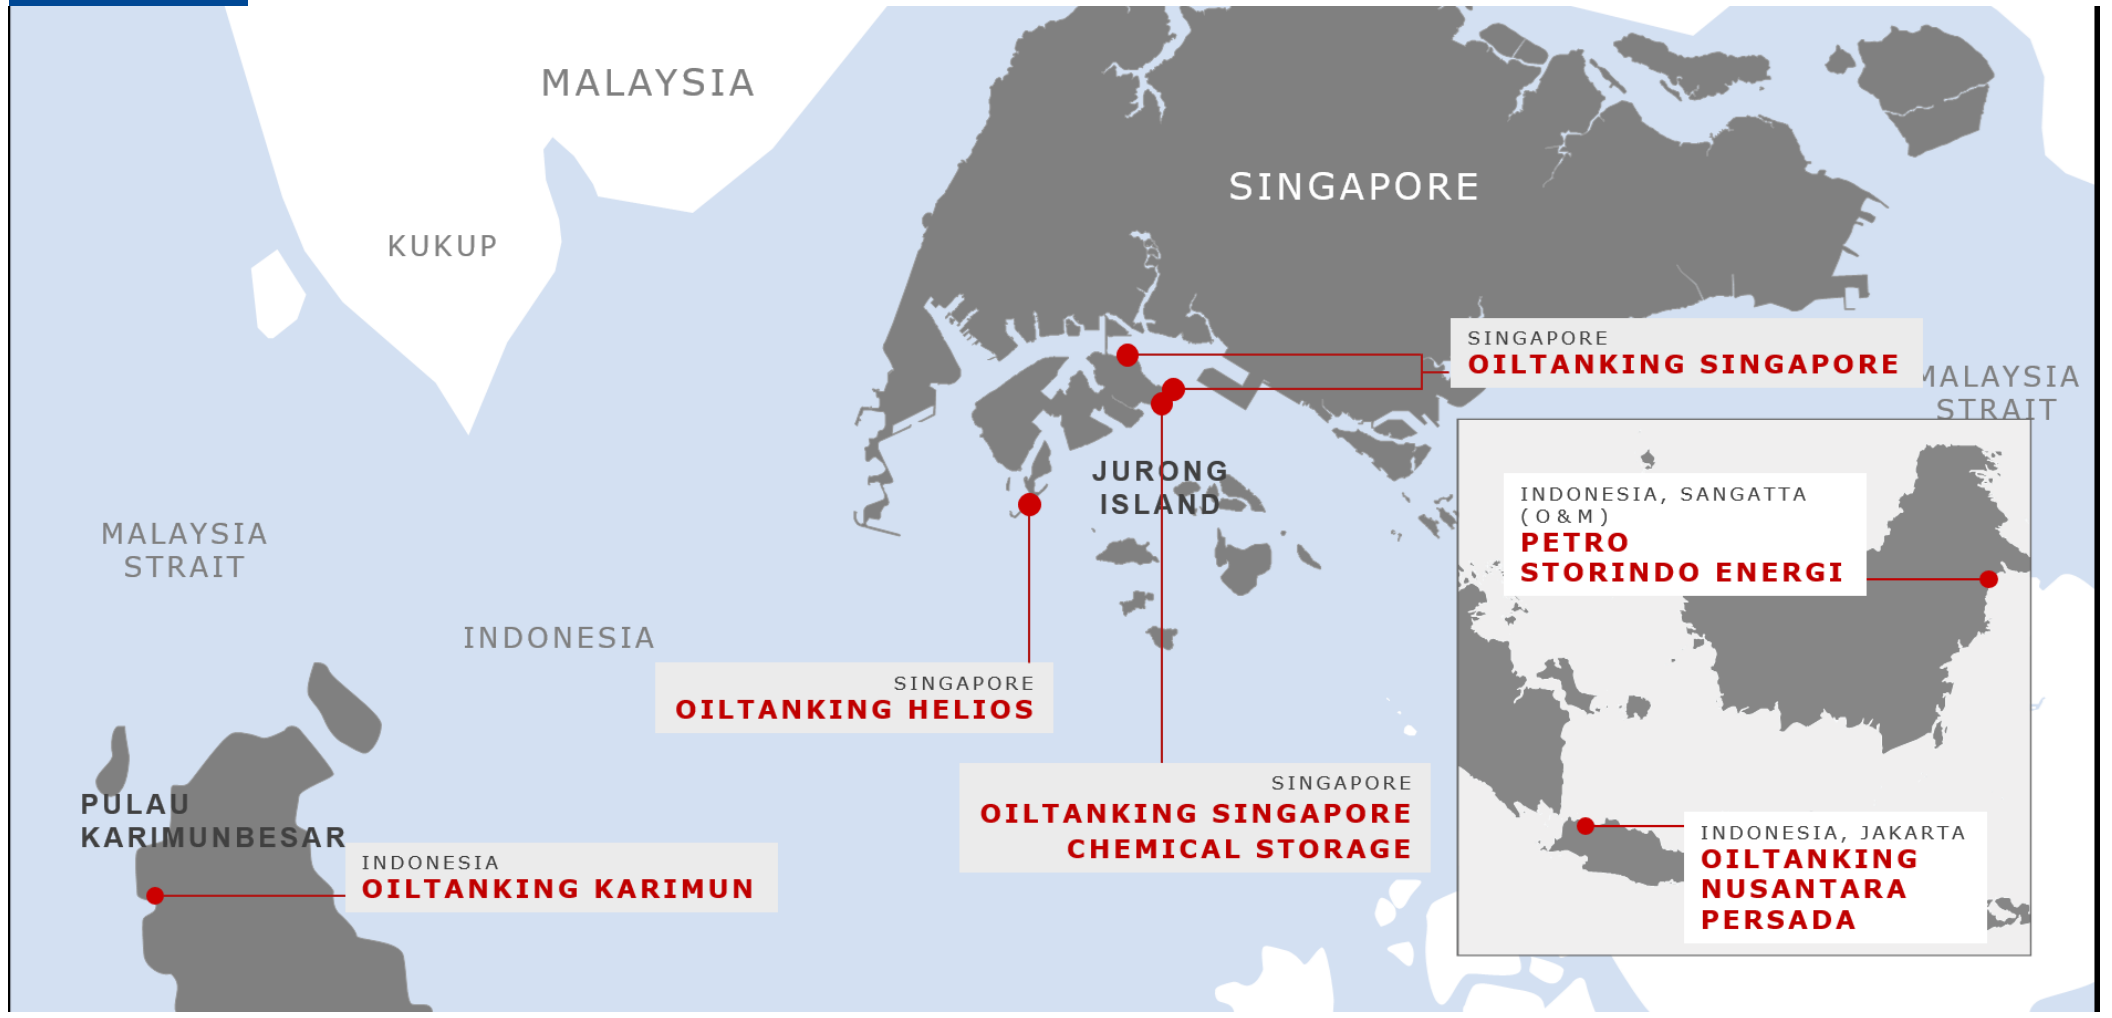 MALAYSIA
SINGAPORE
KUKUP
SINGAPORE
OILTANKING SINGAPORE
MALAYSIA
STRAIT
JURONG
ISLAND
INDONESIA, SANGATTA
(O&M)
PETRO
STORINDO ENERGI
MALAYSIA
STRAIT
INDONESIA
SINGAPORE
OILTANKING HELIOS
SINGAPORE
OILTANKING SINGAPORE
CHEMICAL STORAGE
PULAU
KARIMUNBESAR
INDONESIA
OILTANKING KARIMUN
INDONESIA, JAKARTA
OILTANKING
NUSANTARA
PERSADA